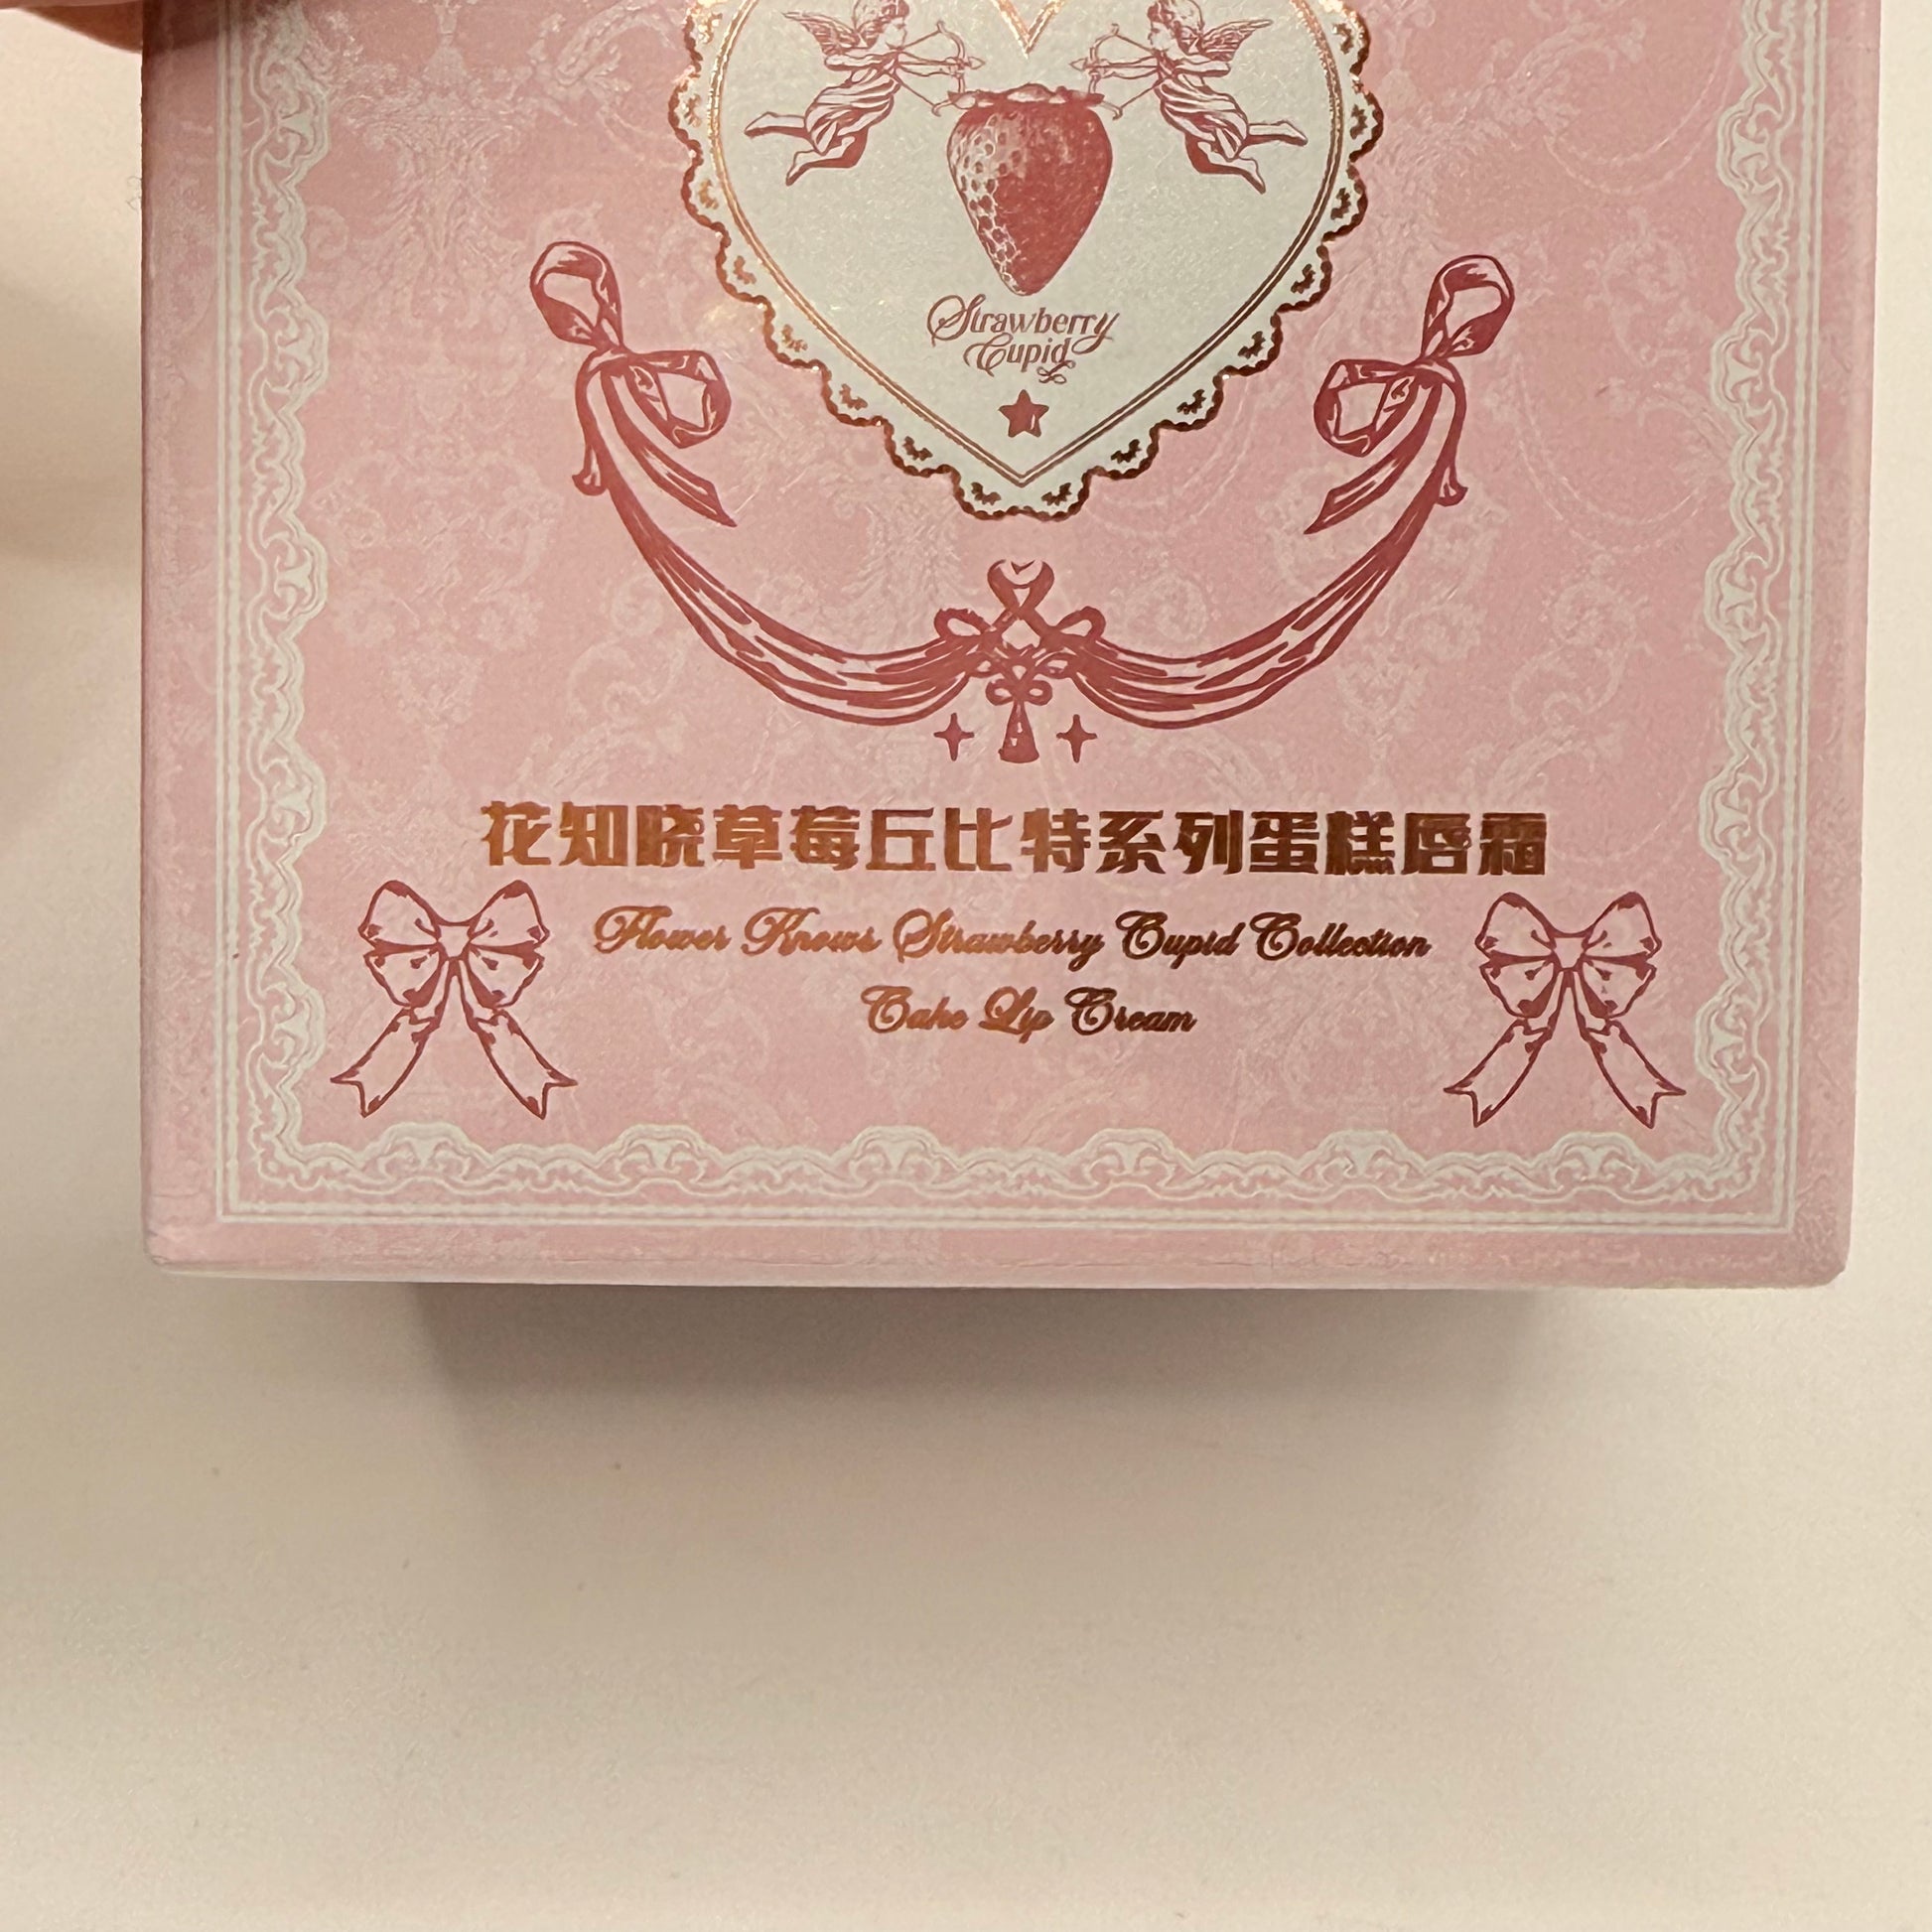 Strawberry
Cupid
花知晓草莓丘比特系列蛋糕唇霜
Flower Knows Strawberry Cupid Collection
Cake Lip Cream